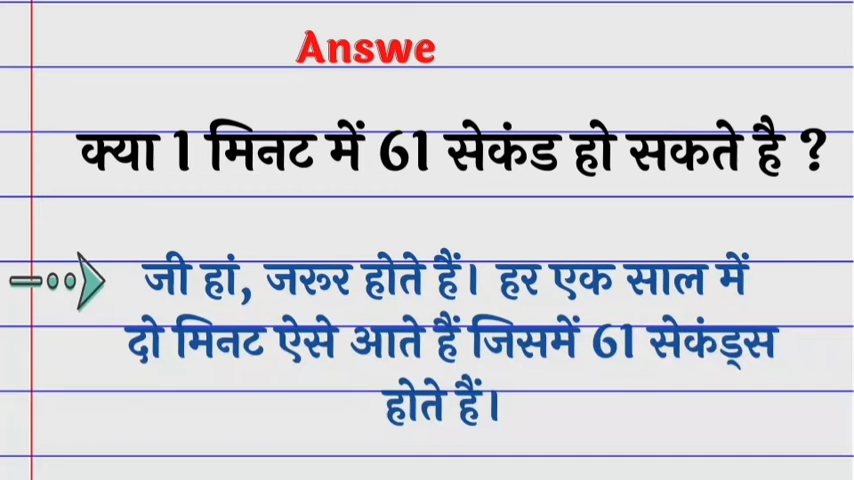 Answe
क्या 1 मिनट में 61 सेकंड हो सकते है ?
जी हां, जरूर होते हैं। हर एक साल में
दो मिनट ऐसे आते हैं जिसमें 61 सेकंड्स
होते हैं।